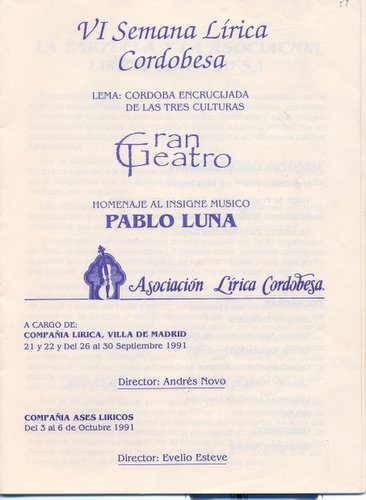 VI Semana Lírica
Cordobesa
LEMA: CORDOBA ENCRUCIJADA
DE LAS TRES CULTURAS
Gran
Teatro
HOMENAJE AL INSIGNE MUSICO
PABLO LUNA
Asociación Lírica Cordobesa.
A CARGO DE:
COMPAÑIA LIRICA, VILLA DE MADRID
21 y 22 y Del 26 al 30 Septiembre 1991
Director: Andrés Novo
COMPAÑIA ASES LIRICOS
Del 3 al 6 de Octubre 1991
Director: Evelio Esteve